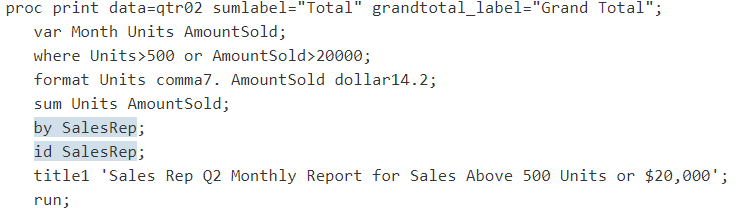 proc print data=qtr02 sumlabel="Total" grandtotal_label="Grand Total";
var Month Units AmountSold;
where Units>500 or AmountSold>20000;
format Units comma7. AmountSold dollar14.2;
sum Units AmountSold;
by SalesRep;
id SalesRep;
title1 'Sales Rep Q2 Monthly Report for Sales Above 500 Units or $20,000';
run;